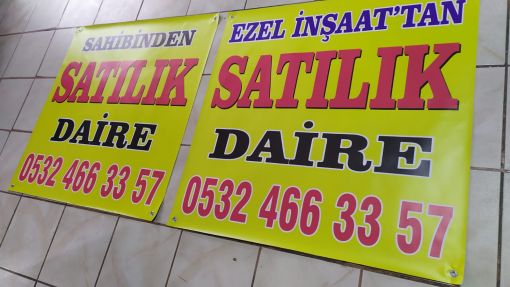 SAHİBİNDEN
SATILIK
DAİRE
0532 466 33 57
EZEL İNŞAAT'TAN
SATILIK
DAİRE
0532 466 33 57